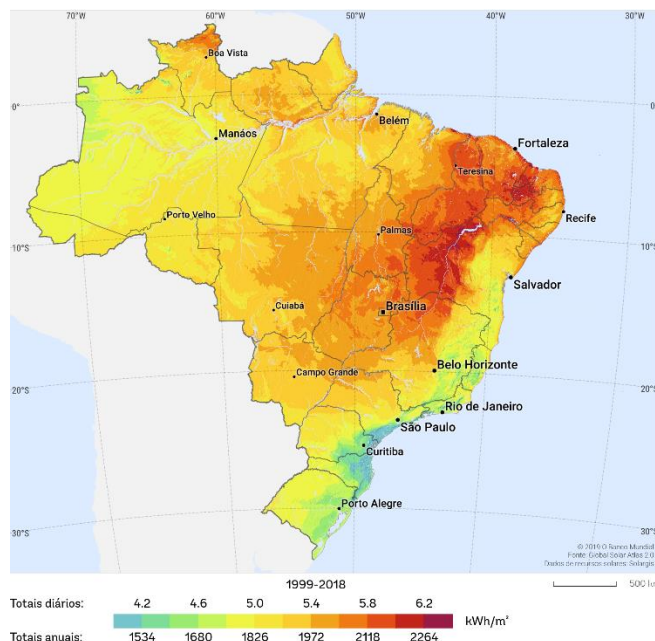 70°W 60°W 50°W 40°W 30°W
Boa Vista
0° 0°
Belém
Manáos
Fortaleza
Teresina
Porto Velho
Recife
Palmas
10°S 10°S
Salvador
Cuiabá
Brasília
Campo Grande
Belo Horizonte
20°S 20°S
Rio de Janeiro
São Paulo
Curitiba
Porto Alegre
30°S 30°S
© 2019 O Banco Mundial
Fonte: Global Solar Atlas 2.0
Dados de recursos solares: Solargis
1999-2018
500 k
Totais diários: 4.2 4.6 5.0 5.4 5.8 6.2
kWh/m²
Totais anuais: 1534 1680 1826 1972 2118 2264